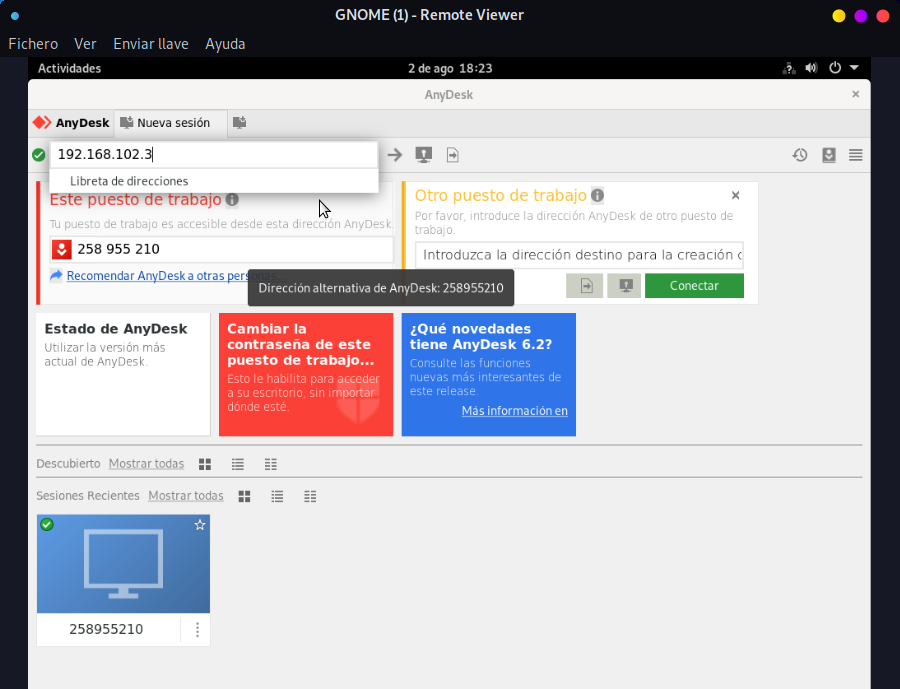 GNOME (1) - Remote Viewer
Fichero Ver Enviar llave Ayuda
Actividades
2 de ago 18:23
AnyDesk
AnyDesk
Nueva sesión
192.168.102.3
Libreta de direcciones
Este puesto de trabajo
Tu puesto de trabajo es accesible desde esta dirección AnyDesk.
258 955 210
Recomendar AnyDesk a otras personas...
Otro puesto de trabajo
Por favor, introduce la dirección AnyDesk de otro puesto de
trabajo.
Introduzca la dirección destino para la creación d
Conectar
Dirección alternativa de AnyDesk: 258955210
Estado de AnyDesk
Utilizar la versión más
actual de AnyDesk.
Cambiar la
contraseña de este
puesto de trabajo...
Esto le habilita para acceder
a su escritorio, sin importar
dónde esté.
¿Qué novedades
tiene AnyDesk 6.2?
Consulte las funciones
nuevas más interesantes de
este release.
Más información en
Descubierto Mostrar todas
Sesiones Recientes Mostrar todas
258955210